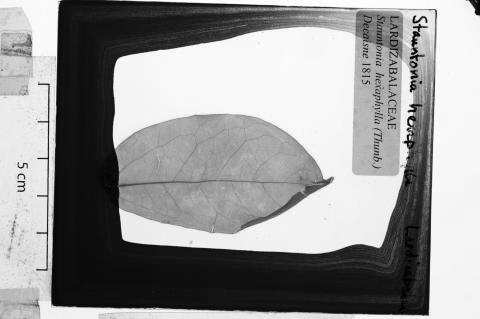 LARDIZABALACEAE
Stauntonia hexaphylla (Thunb.)
Decaisne 1815
Stauntonia hexaphylla
5 cm